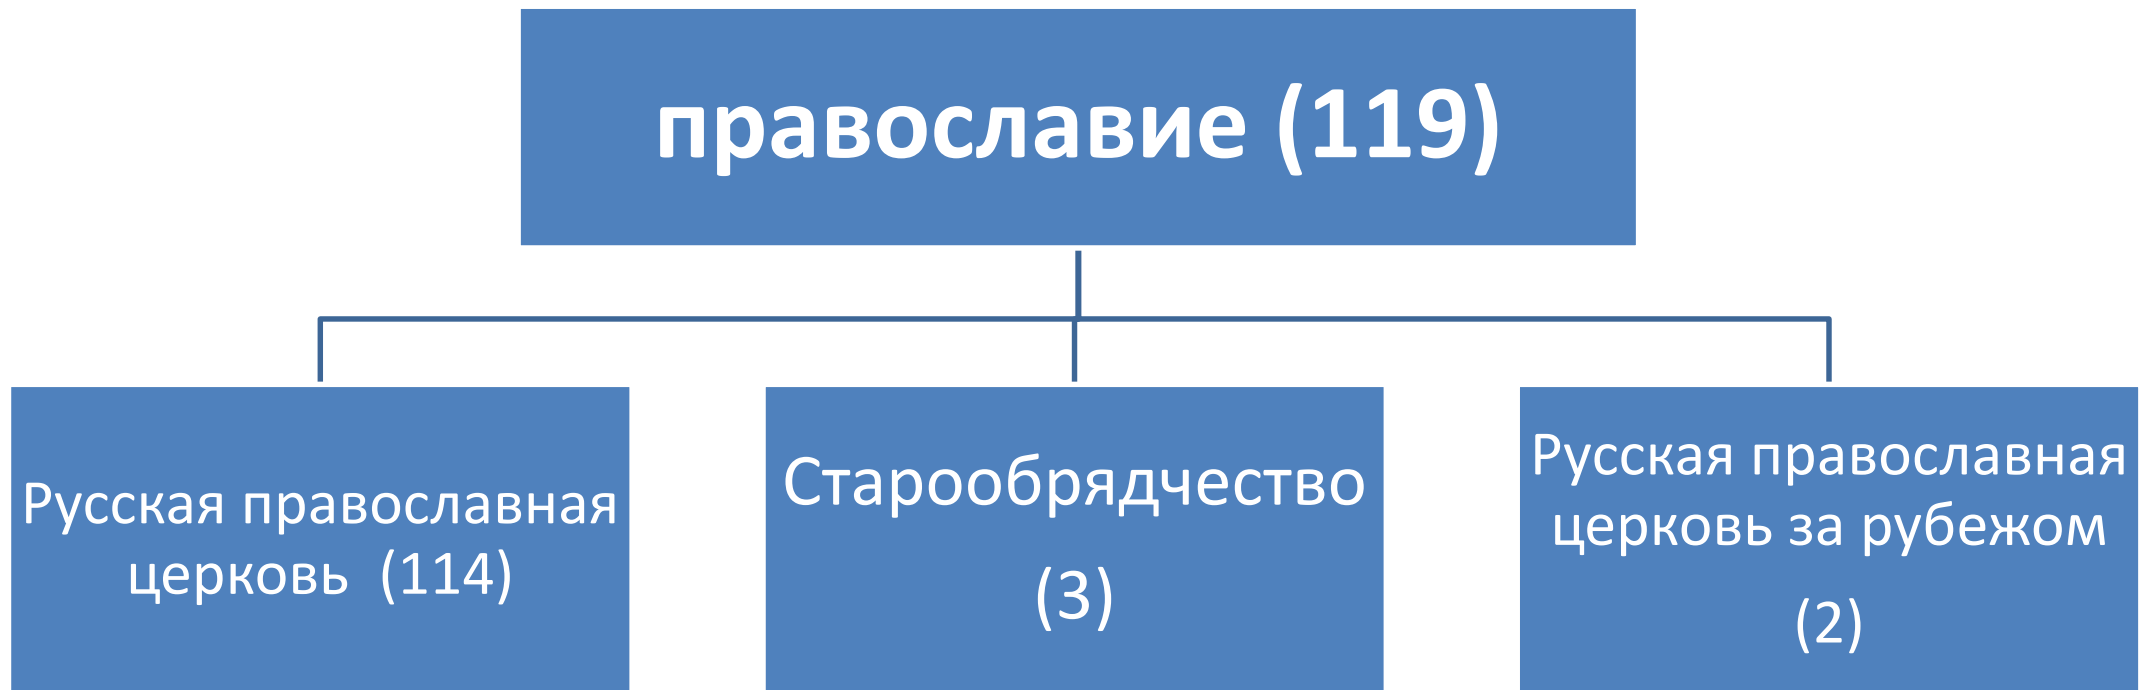 православие (119)
Русская православная
церковь (114)
Старообрядчество
(3)
Русская православная
церковь за рубежом
(2)